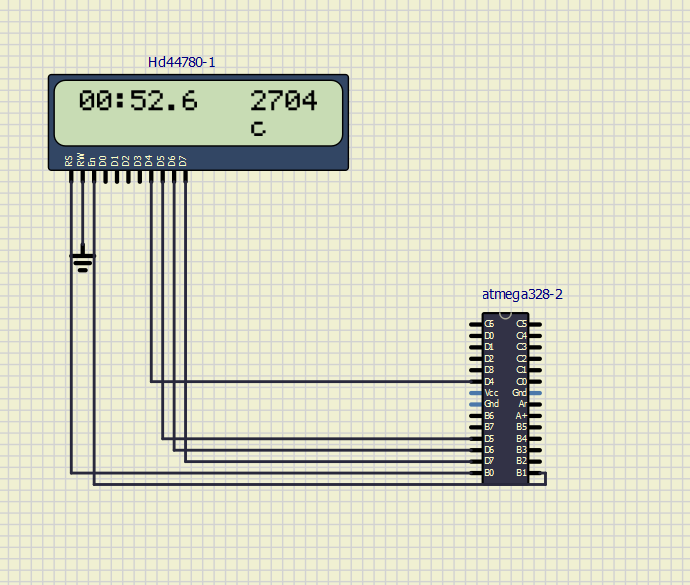 Hd44780-1
00:52.6 2704
c
RS RW En D0 D1 D2 D3 D4 D5 D6 D7
atmega328-2
C6 C5
D0 C4
D1 C3
D2 C2
D3 C1
D4 C0
Vcc Gnd
Gnd Ar
B6 A+
B7 B5
D5 B4
D6 B3
D7 B2
B0 B1